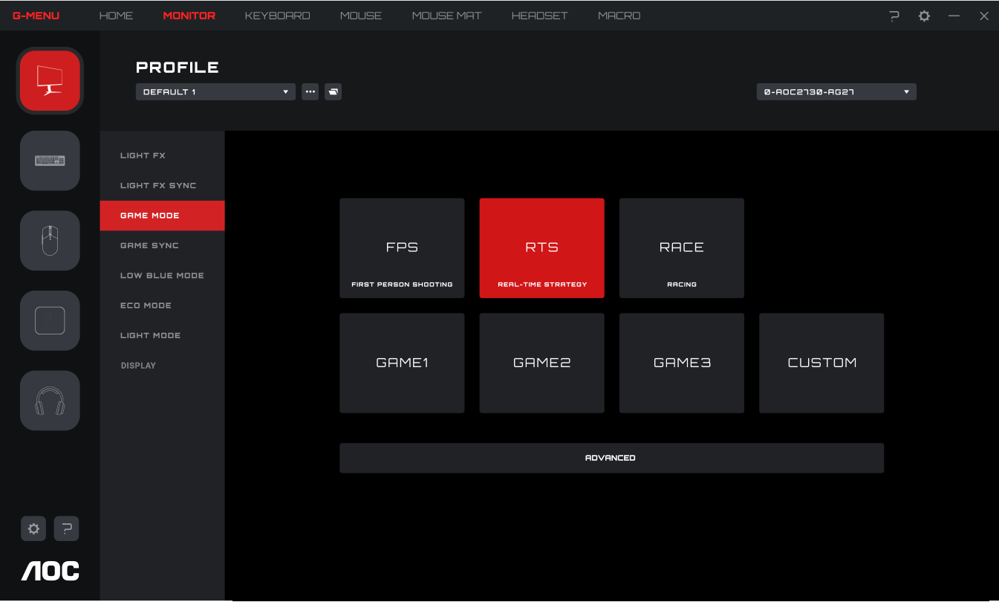 G-MENU HOME MONITOR KEYBOARD MOUSE MOUSE MAT HEADSET MACRO ?
PROFILE
DEFAULT 1 ••• 0-AOC2730-AG27
LIGHT FX
LIGHT FX SYNC
GAME MODE
GAME SYNC
LOW BLUE MODE
ECO MODE
LIGHT MODE
DISPLAY
FPS RTS RACE
FIRST PERSON SHOOTING REAL-TIME STRATEGY RACING
GAME1 GAME2 GAME3 CUSTOM
ADVANCED
?
AOC